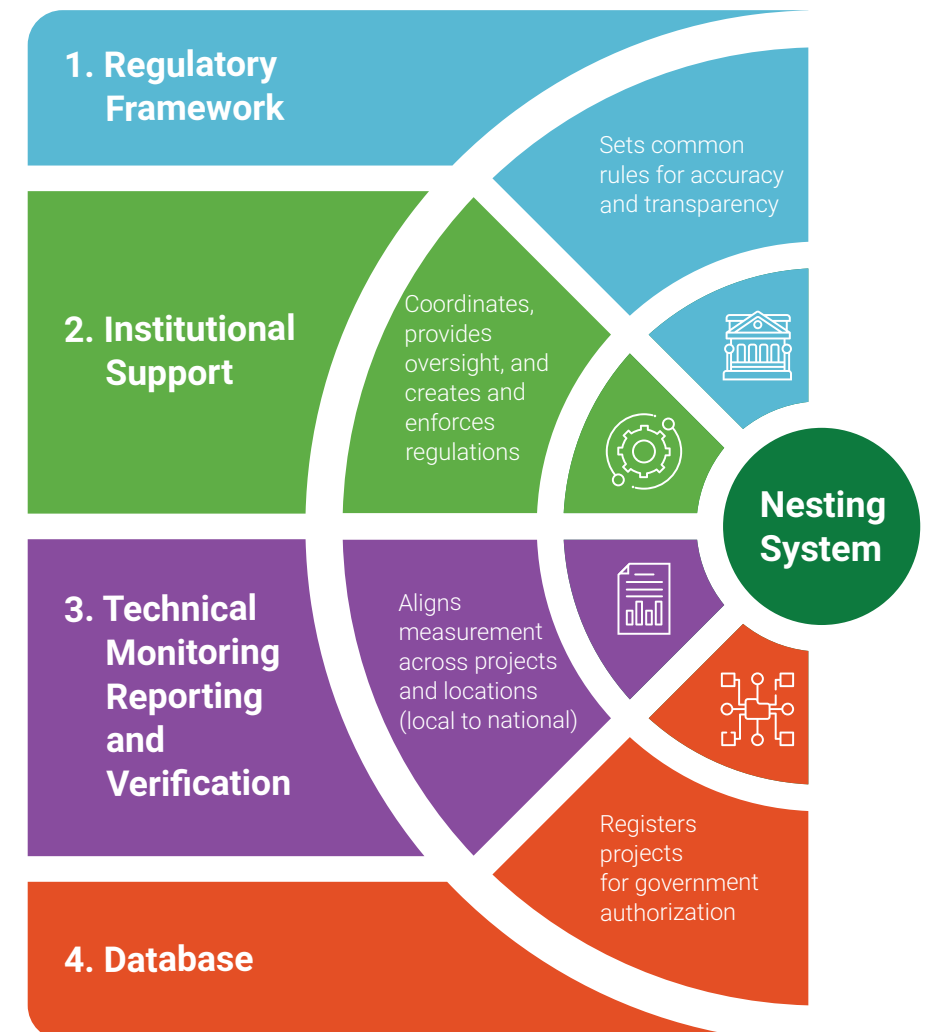 1. Regulatory
Framework
Sets common
rules for accuracy
and transparency
2. Institutional
Support
Coordinates,
provides
oversight, and
creates and
enforces
regulations
Nesting
System
3. Technical
Monitoring
Reporting
and
Verification
Aligns
measurement
across projects
and locations
(local to national)
4. Database
Registers
projects
for government
authorization